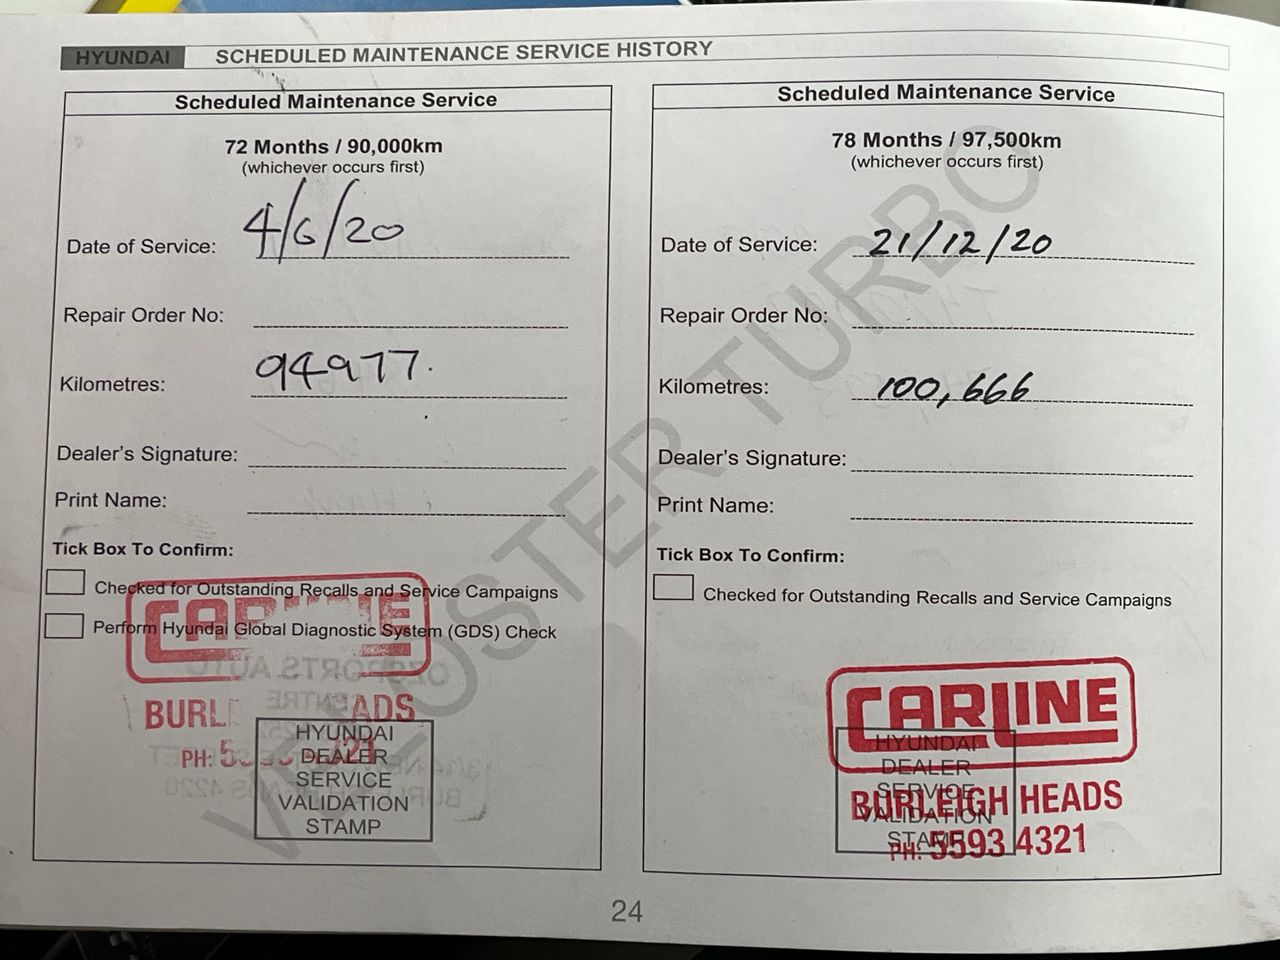 HYUNDAI SCHEDULED MAINTENANCE SERVICE HISTORY
Scheduled Maintenance Service
72 Months / 90,000km
(whichever occurs first)
Date of Service: 4/6/20
Repair Order No:
Kilometres: 94977.
Dealer's Signature:
Print Name:
Tick Box To Confirm:
Checked for Outstanding Recalls and Service Campaigns
Perform Hyundai Global Diagnostic System (GDS) Check
PH:
HYUNDAI
DEALER
SERVICE
VALIDATION
STAMP
Scheduled Maintenance Service
78 Months / 97,500km
(whichever occurs first)
Date of Service: 21/12/20
Repair Order No:
Kilometres: 100,666
Dealer's Signature:
Print Name:
Tick Box To Confirm:
Checked for Outstanding Recalls and Service Campaigns
CARLINE
BURLEIGH HEADS
PH: 5593 4321
HYUNDAI
DEALER
SERVICE
VALIDATION
STAMP
VELOSTER TURBO
24